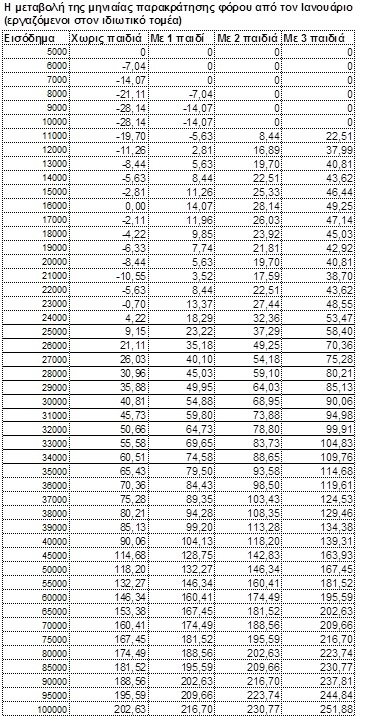 Η μεταβολή της μηνιαίας παρακράτησης φόρου από τον Ιανουάριο
(εργαζόμενοι στον ιδιωτικό τομέα)
Εισόδημα Χωρις παιδιά Με 1 παιδί Με 2 παιδιά Με 3 παιδιά
5000 0 0 0 0
6000 -7,04 0 0 0
7000 -14,07 0 0 0
8000 -21,11 -7,04 0 0
9000 -28,14 -14,07 0 0
10000 -28,14 -14,07 0 0
11000 -19,70 -5,63 8,44 22,51
12000 -11,26 2,81 16,89 37,99
13000 -8,44 5,63 19,70 40,81
14000 -5,63 8,44 22,51 43,62
15000 -2,81 11,26 25,33 46,44
16000 0,00 14,07 28,14 49,25
17000 -2,11 11,96 26,03 47,14
18000 -4,22 9,85 23,92 45,03
19000 -6,33 7,74 21,81 42,92
20000 -8,44 5,63 19,70 40,81
21000 -10,55 3,52 17,59 38,70
22000 -5,63 8,44 22,51 43,62
23000 -0,70 13,37 27,44 48,55
24000 4,22 18,29 32,36 53,47
25000 9,15 23,22 37,29 58,40
26000 21,11 35,18 49,25 70,36
27000 26,03 40,10 54,18 75,28
28000 30,96 45,03 59,10 80,21
29000 35,88 49,95 64,03 85,13
30000 40,81 54,88 68,95 90,06
31000 45,73 59,80 73,88 94,98
32000 50,66 64,73 78,80 99,91
33000 55,58 69,65 83,73 104,83
34000 60,51 74,58 88,65 109,76
35000 65,43 79,50 93,58 114,68
36000 70,36 84,43 98,50 119,61
37000 75,28 89,35 103,43 124,53
38000 80,21 94,28 108,35 129,46
39000 85,13 99,20 113,28 134,38
40000 90,06 104,13 118,20 139,31
45000 114,68 128,75 142,83 163,93
50000 118,20 132,27 146,34 167,45
55000 132,27 146,34 160,41 181,52
60000 146,34 160,41 174,49 195,59
65000 153,38 167,45 181,52 202,63
70000 160,41 174,49 188,56 209,66
75000 167,45 181,52 195,59 216,70
80000 174,49 188,56 202,63 223,74
85000 181,52 195,59 209,66 230,77
90000 188,56 202,63 216,70 237,81
95000 195,59 209,66 223,74 244,84
100000 202,63 216,70 230,77 251,88